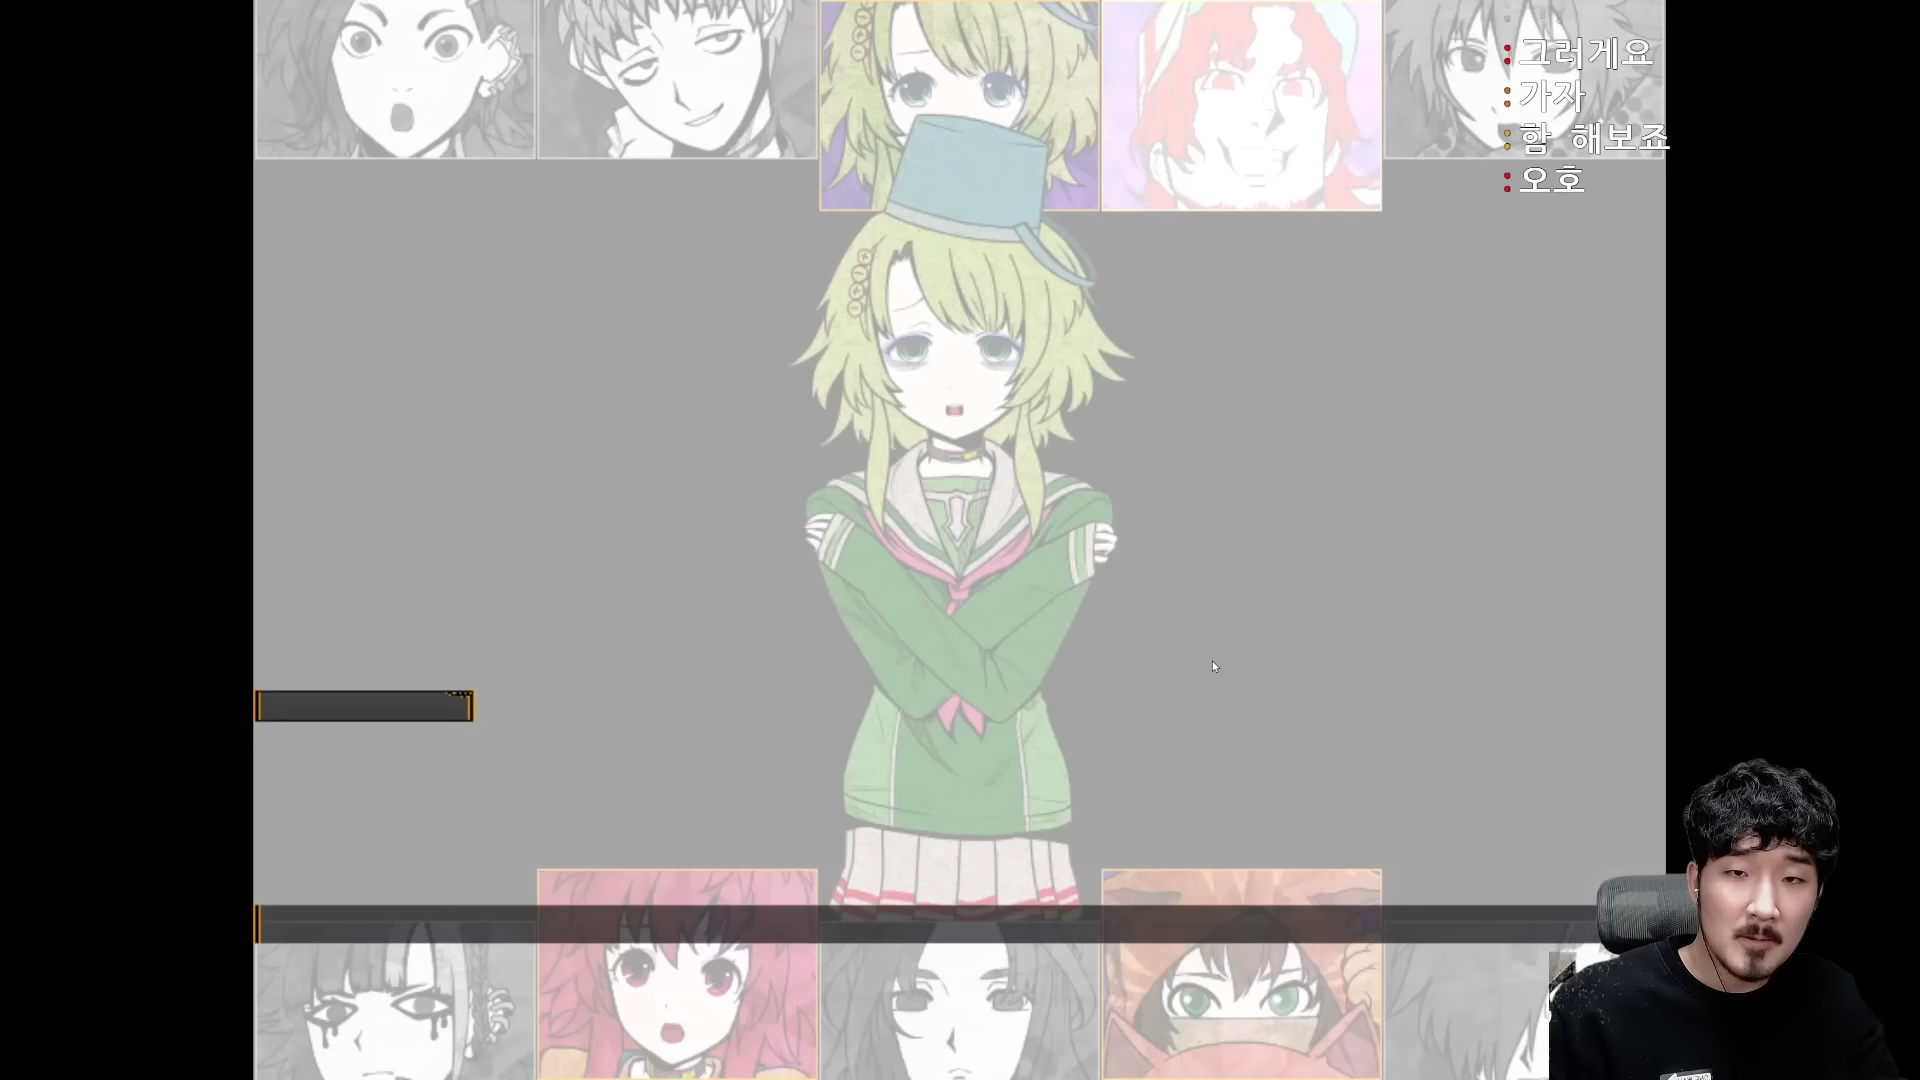 : 그러게요
: 가자
: 함 해보죠
: 오호